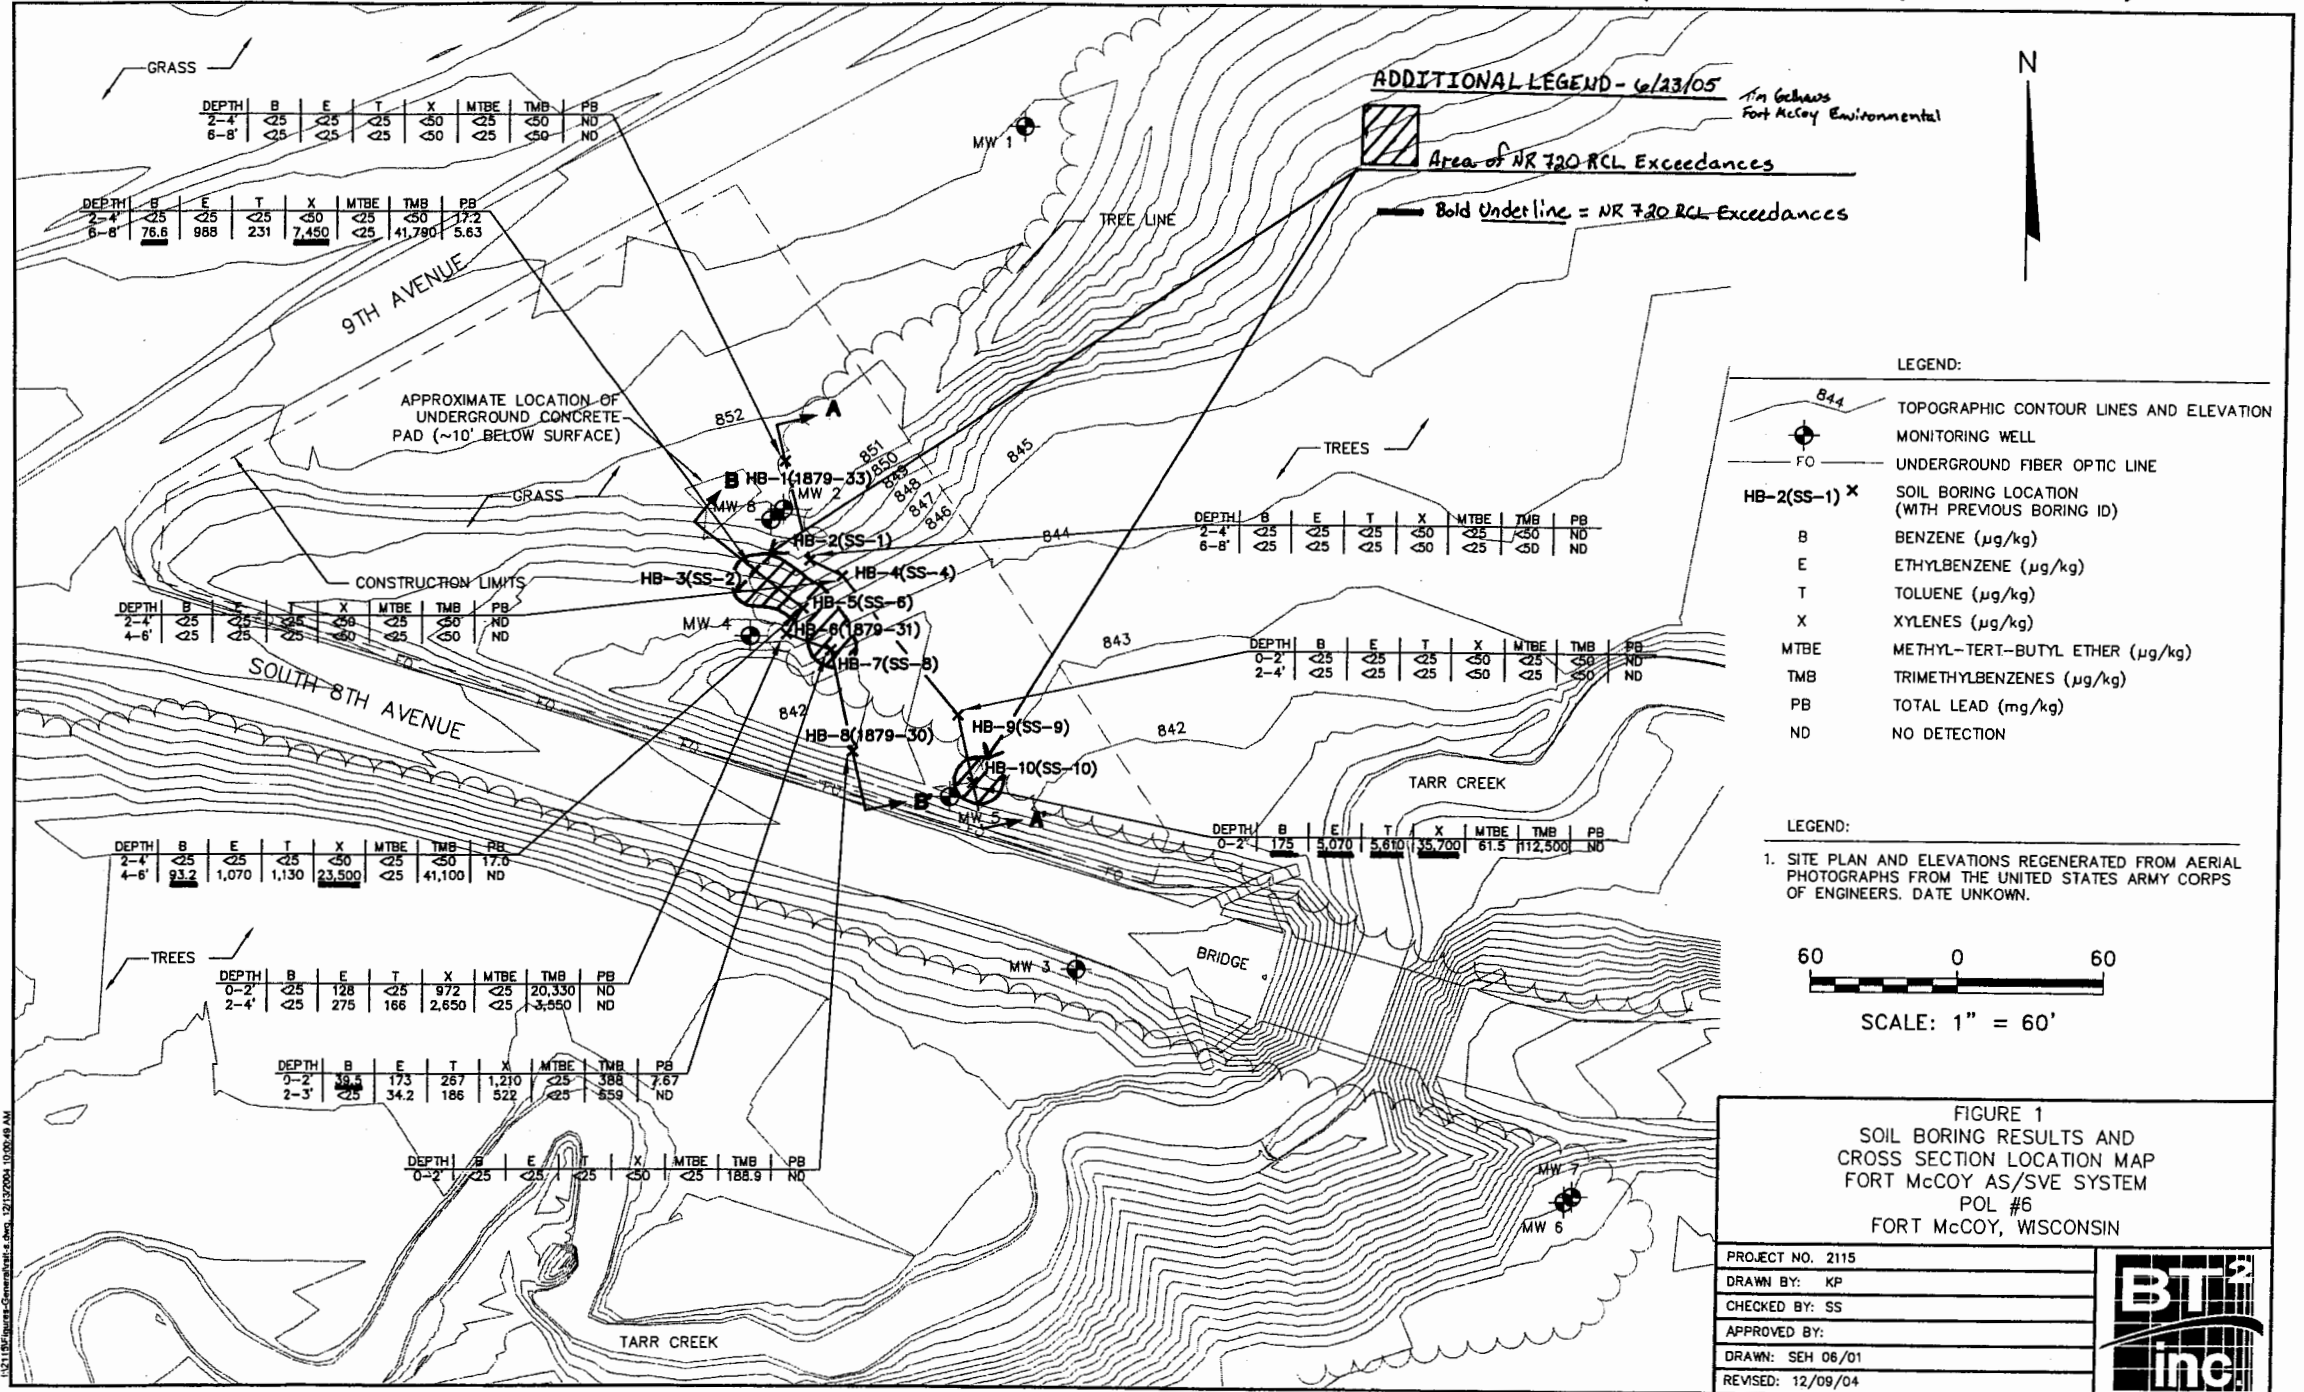 GRASS
DEPTH B E T X MTBE TMB PB
2-4' <25 <25 <25 <50 <25 <50 ND
6-8' <25 <25 <25 <50 <25 <50 ND
DEPTH B E T X MTBE TMB PB
2-4' <25 <25 <25 <50 <25 <50 17.2
6-8' 76.6 988 231 7,450 <25 41,790 5.63
9TH AVENUE
MW 1
TREE LINE
ADDITIONAL LEGEND - 6/23/05
Tim Gelhaus
Fort McCoy Environmental
Area of NR 720 RCL Exceedances
Bold Underline = NR 720 RCL Exceedances
N
APPROXIMATE LOCATION OF
UNDERGROUND CONCRETE
PAD (~10' BELOW SURFACE)
852
A
851
850
849
848
847
846
845
844
843
842
842
TREES
B
HB-1(1879-33)
MW 2
MW 8
GRASS
HB-2(SS-1)
HB-3(SS-2)
HB-4(SS-4)
HB-5(SS-6)
HB-6(1879-31)
HB-7(SS-8)
MW 4
HB-8(1879-30)
HB-9(SS-9)
HB-10(SS-10)
B'
MW 5
A'
CONSTRUCTION LIMITS
DEPTH B E T X MTBE TMB PB
2-4' <25 <25 <25 <50 <25 <50 ND
6-8' <25 <25 <25 <50 <25 <50 ND
DEPTH B E T X MTBE TMB PB
2-4' <25 <25 <25 <50 <25 <50 ND
4-6' <25 <25 <25 <50 <25 <50 ND
DEPTH B E T X MTBE TMB PB
0-2' <25 <25 <25 <50 <25 <50 ND
2-4' <25 <25 <25 <50 <25 <50 ND
SOUTH 8TH AVENUE
FO
FO
FO
FO
FO
FO
TARR CREEK
DEPTH B E T X MTBE TMB PB
0-2' 175 5,070 5,610 35,700 61.5 112,500 ND
DEPTH B E T X MTBE TMB PB
2-4' <25 <25 <25 <50 <25 <50 17.0
4-6' 93.2 1,070 1,130 23,500 <25 41,100 ND
TREES
BRIDGE
MW 3
DEPTH B E T X MTBE TMB PB
0-2' <25 128 <25 972 <25 20,330 ND
2-4' <25 275 166 2,650 <25 3,550 ND
DEPTH B E T X MTBE TMB PB
0-2' 39.5 173 267 1,210 <25 388 7.67
2-3' <25 34.2 186 522 <25 559 ND
DEPTH B E T X MTBE TMB PB
0-2' <25 <25 <25 <50 <25 188.9 ND
MW 7
MW 6
TARR CREEK
LEGEND:
844 TOPOGRAPHIC CONTOUR LINES AND ELEVATION
MONITORING WELL
FO UNDERGROUND FIBER OPTIC LINE
HB-2(SS-1) X SOIL BORING LOCATION
(WITH PREVIOUS BORING ID)
B BENZENE (µg/kg)
E ETHYLBENZENE (µg/kg)
T TOLUENE (µg/kg)
X XYLENES (µg/kg)
MTBE METHYL-TERT-BUTYL ETHER (µg/kg)
TMB TRIMETHYLBENZENES (µg/kg)
PB TOTAL LEAD (mg/kg)
ND NO DETECTION
LEGEND:
1. SITE PLAN AND ELEVATIONS REGENERATED FROM AERIAL
PHOTOGRAPHS FROM THE UNITED STATES ARMY CORPS
OF ENGINEERS. DATE UNKOWN.
60 0 60
SCALE: 1" = 60'
FIGURE 1
SOIL BORING RESULTS AND
CROSS SECTION LOCATION MAP
FORT McCOY AS/SVE SYSTEM
POL #6
FORT McCOY, WISCONSIN
PROJECT NO. 2115
DRAWN BY: KP
CHECKED BY: SS
APPROVED BY:
DRAWN: SEH 06/01
REVISED: 12/09/04
BT² inc.